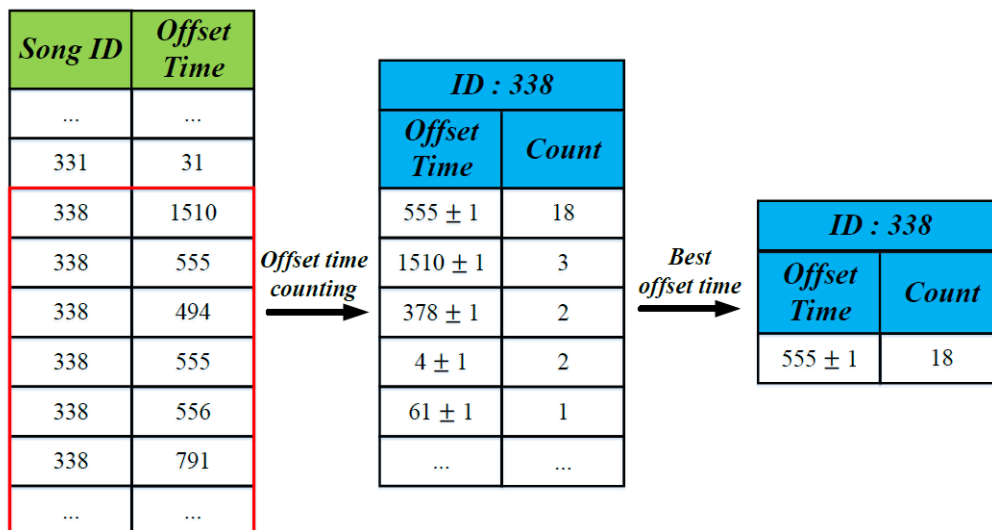 Song ID Offset Time
... ...
331 31
338 1510
338 555
338 494
338 555
338 556
338 791
... ...
Offset time
counting
ID : 338
Offset Time Count
555 ± 1 18
1510 ± 1 3
378 ± 1 2
4 ± 1 2
61 ± 1 1
... ...
Best
offset time
ID : 338
Offset Time Count
555 ± 1 18